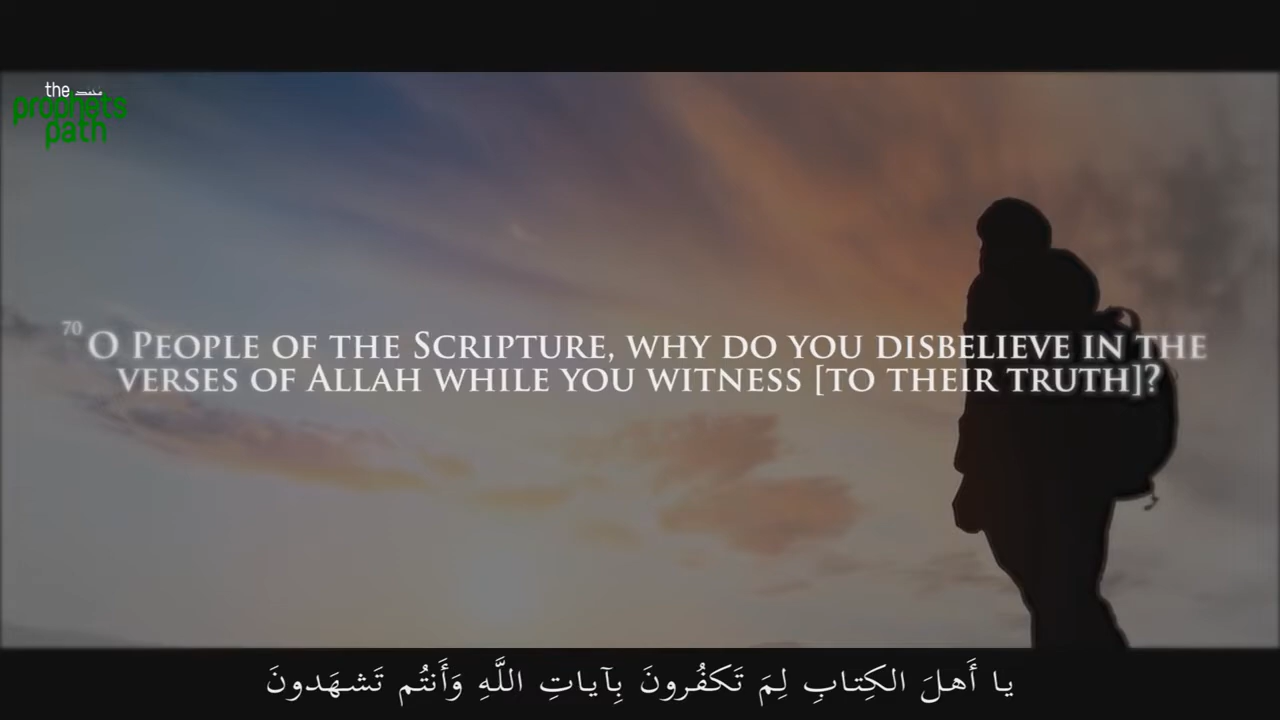 the محمد
prophets
path
70 O People of the Scripture, why do you disbelieve in the
verses of Allah while you witness [to their truth]?
يا أَهلَ الكِتابِ لِمَ تَكفُرونَ بِآياتِ اللَّهِ وَأَنتُم تَشهَدونَ